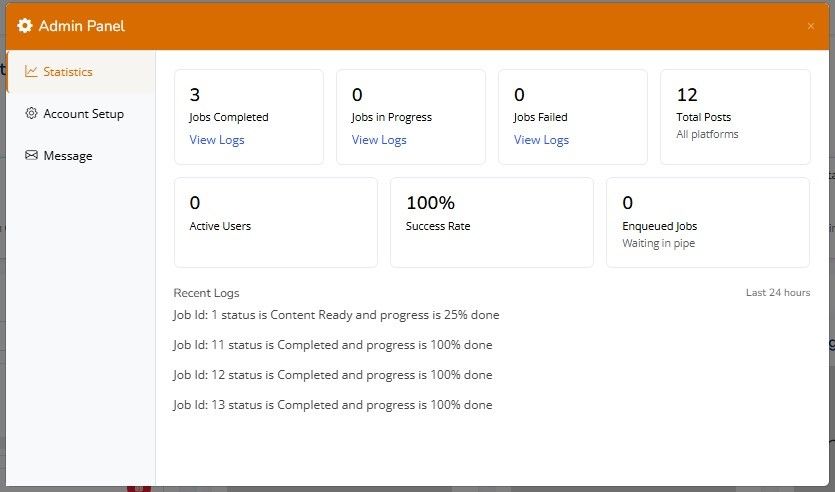 Admin Panel
×
Statistics
Account Setup
Message
3
Jobs Completed
View Logs
0
Jobs in Progress
View Logs
0
Jobs Failed
View Logs
12
Total Posts
All platforms
0
Active Users
100%
Success Rate
0
Enqueued Jobs
Waiting in pipe
Recent Logs
Last 24 hours
Job Id: 1 status is Content Ready and progress is 25% done
Job Id: 11 status is Completed and progress is 100% done
Job Id: 12 status is Completed and progress is 100% done
Job Id: 13 status is Completed and progress is 100% done